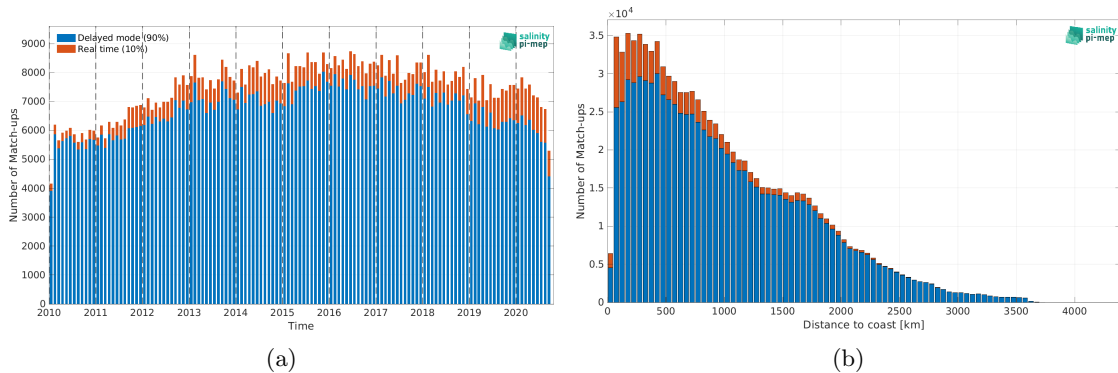 Delayed mode (90%)
Real time (10%)
salinity
pi-mep
Number of Match-ups
9000
8000
7000
6000
5000
4000
3000
2000
1000
0
2010 2011 2012 2013 2014 2015 2016 2017 2018 2019 2020
Time
(a)
×10⁴
salinity
pi-mep
Number of Match-ups
3.5
3
2.5
2
1.5
1
0.5
0
0 500 1000 1500 2000 2500 3000 3500 4000
Distance to coast [km]
(b)